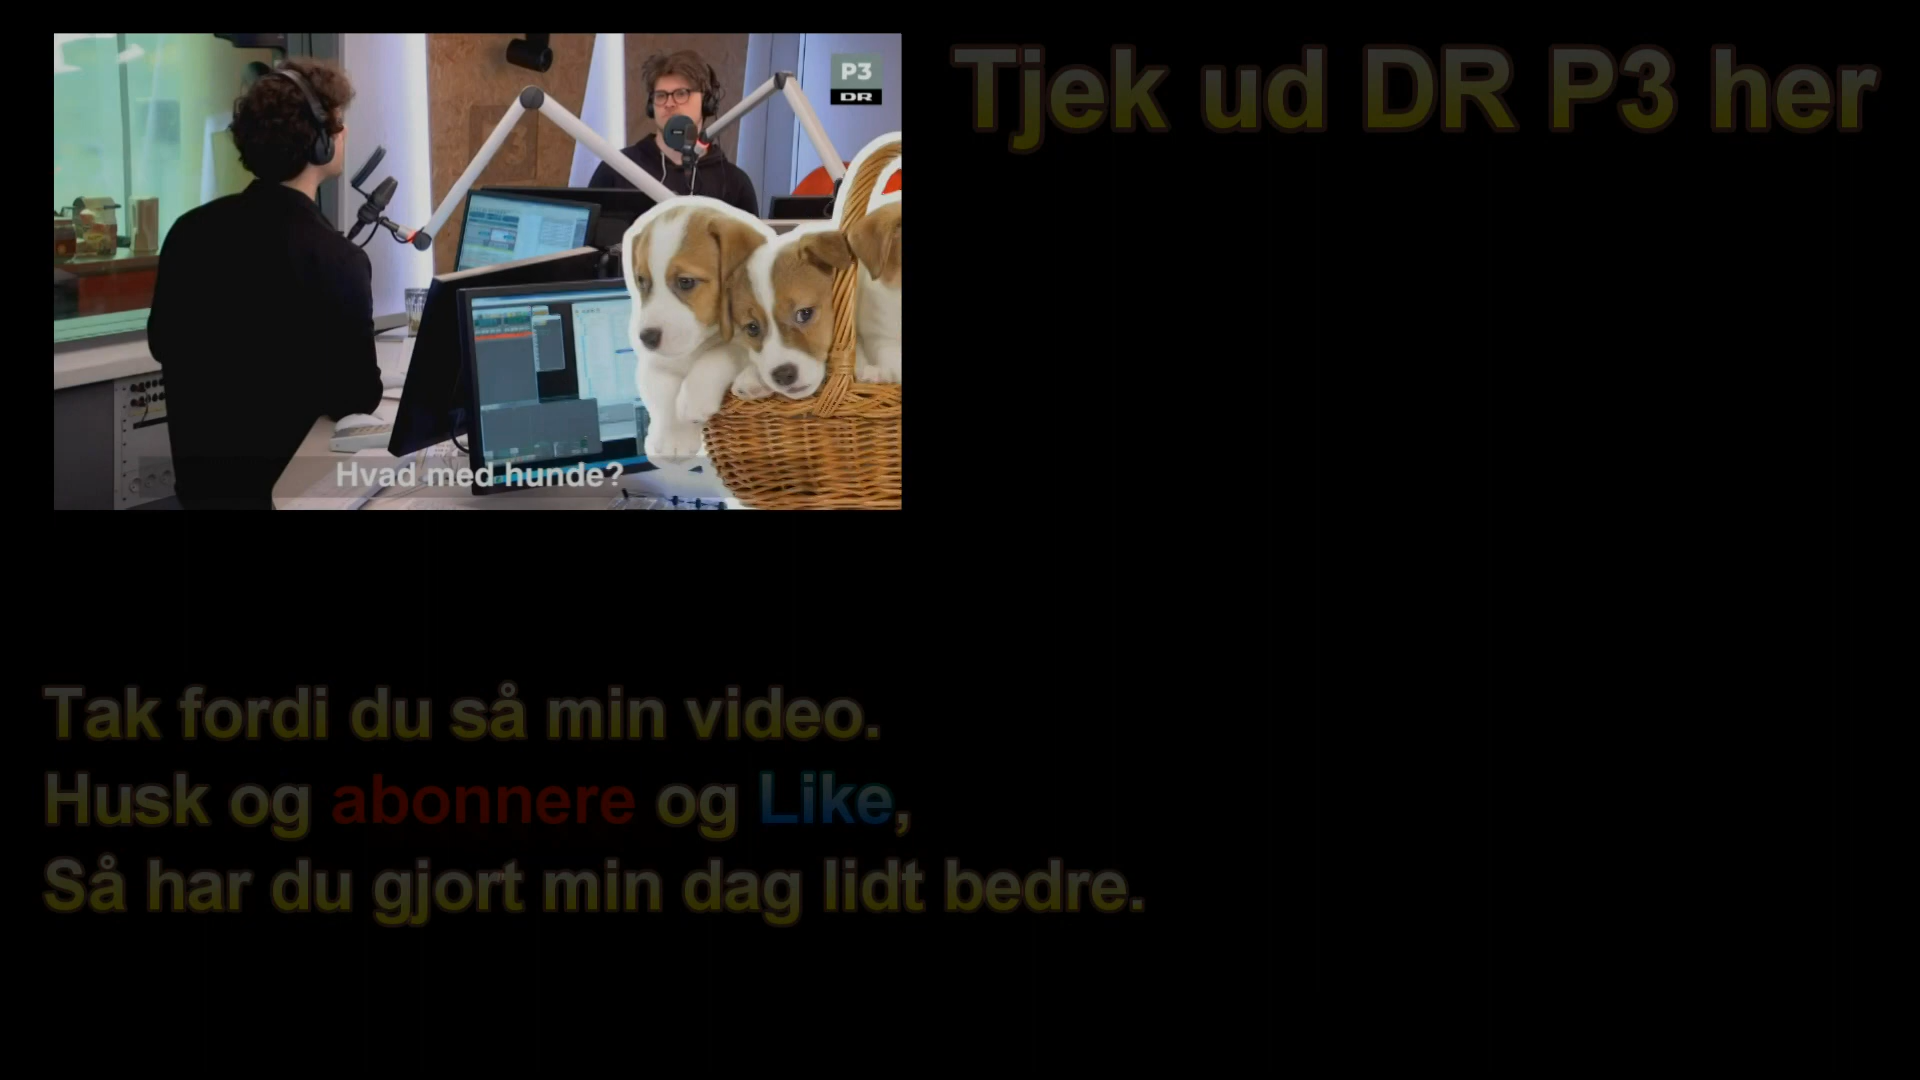 P3
DR
Hvad med hunde?
Tjek ud DR P3 her
Tak fordi du så min video.
Husk og abonnere og Like,
Så har du gjort min dag lidt bedre.